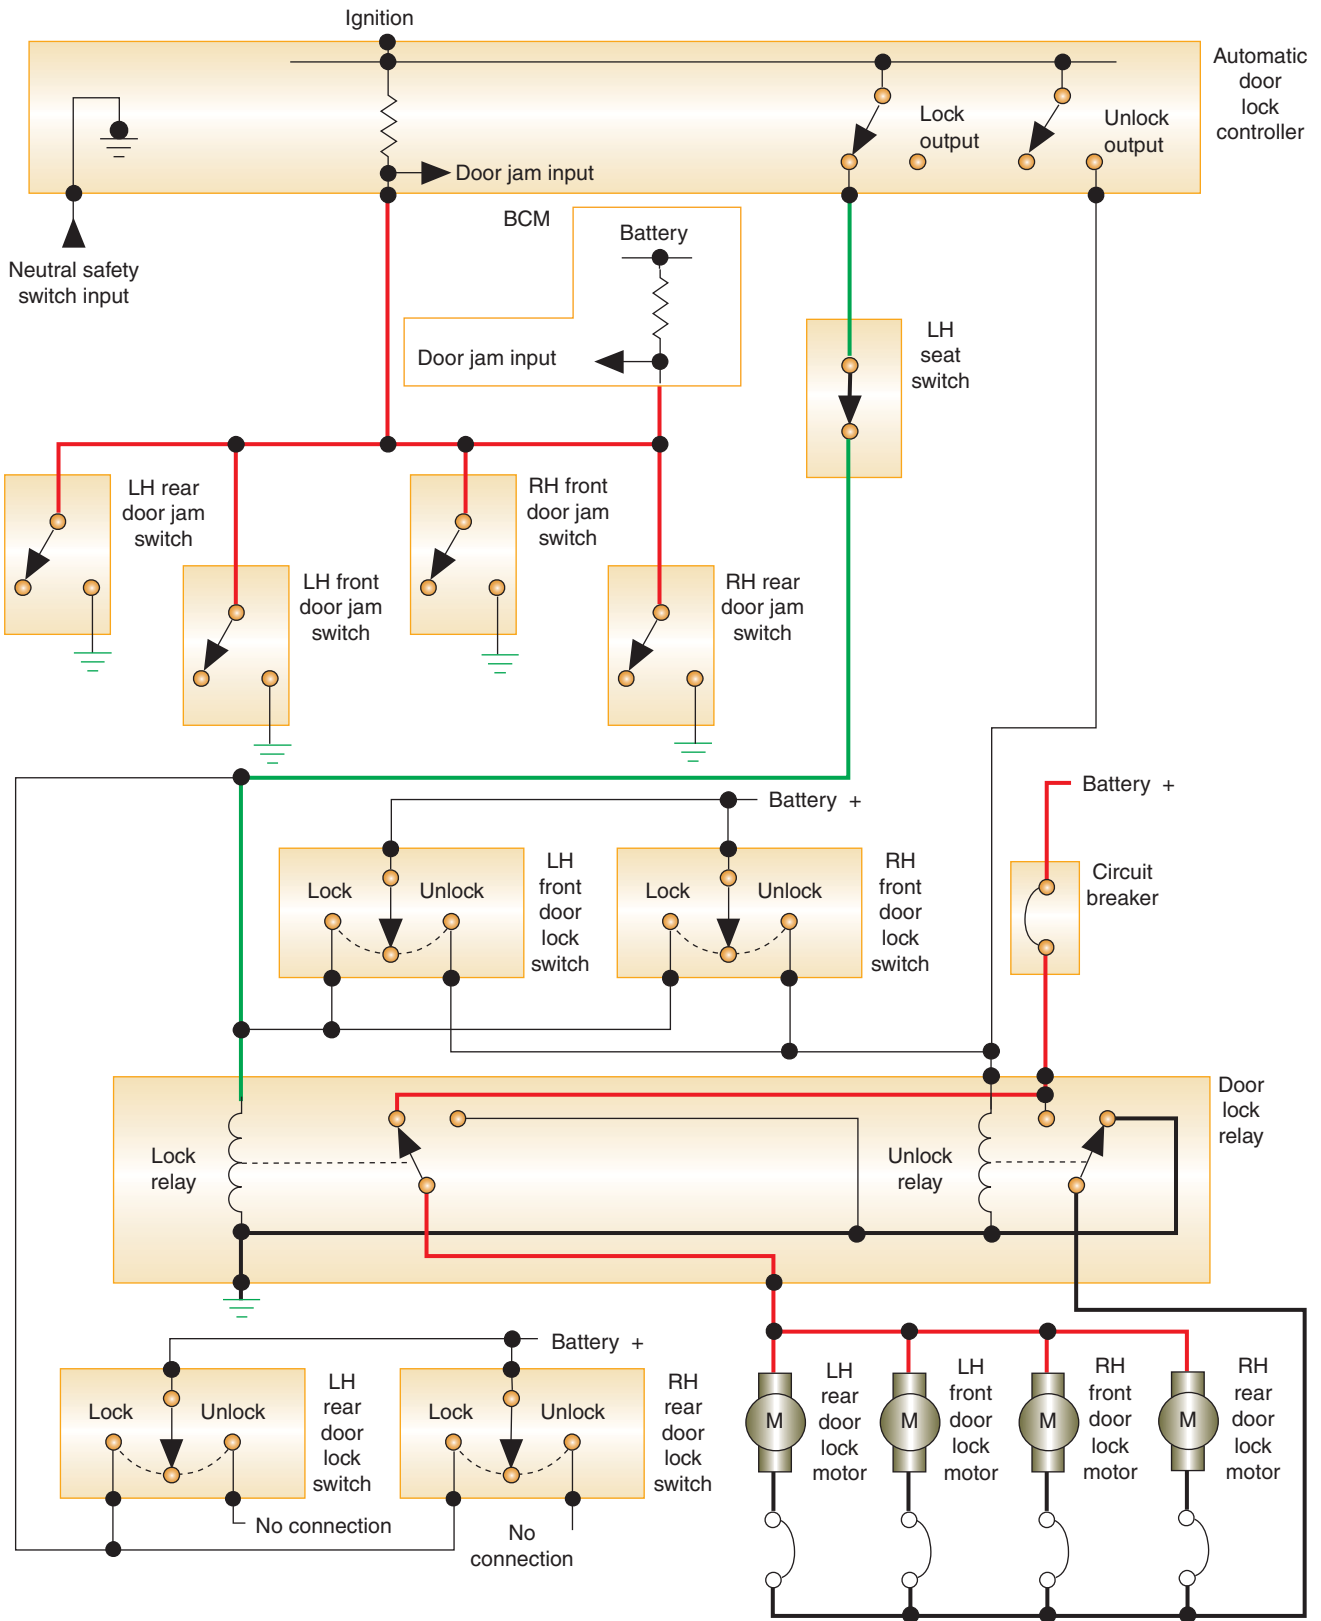 Ignition
Automatic
door
lock
controller
Lock
output
Unlock
output
Door jam input
BCM
Battery
Neutral safety
switch input
Door jam input
LH
seat
switch
LH rear
door jam
switch
RH front
door jam
switch
LH front
door jam
switch
RH rear
door jam
switch
Battery +
Battery +
LH
front
door
lock
switch
Lock
Unlock
RH
front
door
lock
switch
Lock
Unlock
Circuit
breaker
Door
lock
relay
Lock
relay
Unlock
relay
Battery +
LH
rear
door
lock
switch
Lock
Unlock
RH
rear
door
lock
switch
Lock
Unlock
No connection
No
connection
LH
rear
door
lock
motor
LH
front
door
lock
motor
RH
front
door
lock
motor
RH
rear
door
lock
motor
M
M
M
M